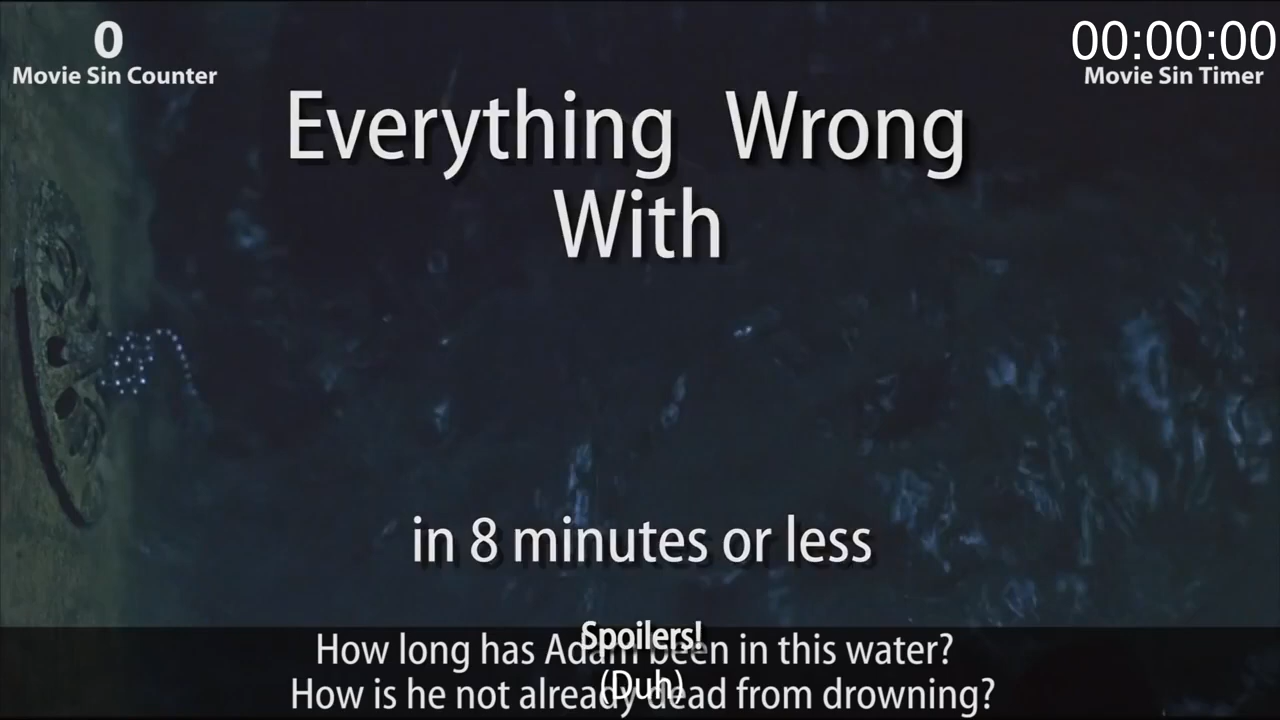 0
Movie Sin Counter
00:00:00
Movie Sin Timer
Everything Wrong
With
in 8 minutes or less
Spoilers!
(Duh)
How long has Adam been in this water?
How is he not already dead from drowning?